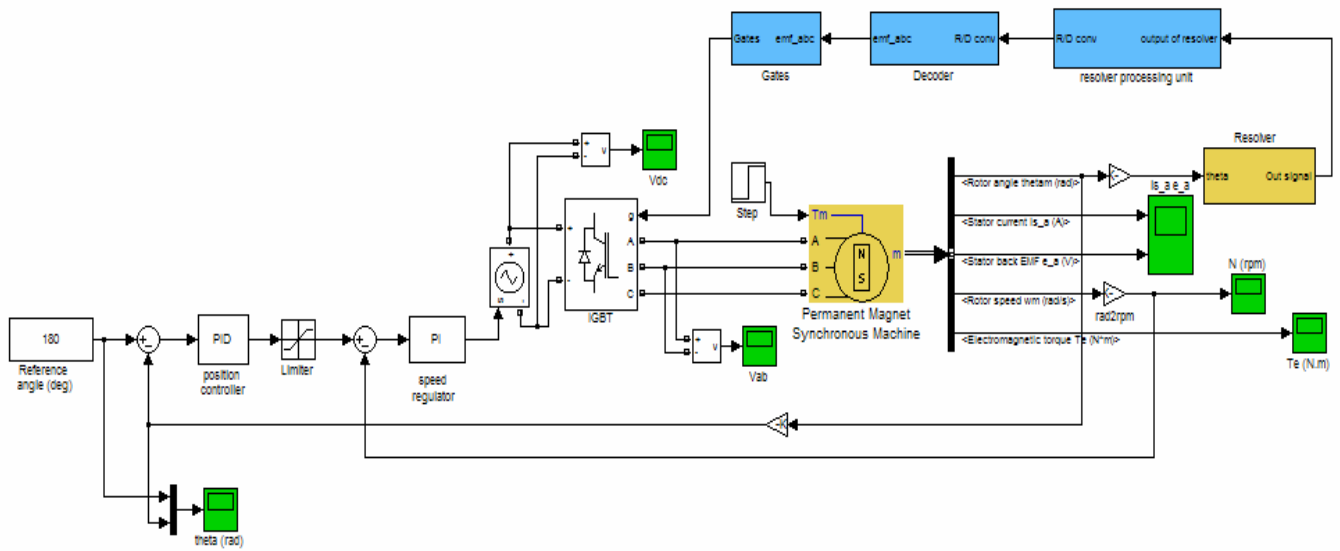 Gates emf_abc
Gates
emf_abc R/D conv
Decoder
R/D conv output of resolver
resolver processing unit
Resolver
theta Out signal
+
-
v
Vdc
Step
g
A
B
C
+
-
IGBT
+
-
s
Tm
A
B
C
N
S
m
Permanent Magnet
Synchronous Machine
<Rotor angle thetam (rad)>
<Stator current is_a (A)>
<Stator back EMF e_a (V)>
<Rotor speed wm (rad/s)>
<Electromagnetic torque Te (N*m)>
is_a e_a
N (rpm)
rad2rpm
Te (N.m)
180
Reference
angle (deg)
+
-
PID
position
controller
Limiter
+
-
PI
speed
regulator
+
-
v
Vab
theta (rad)